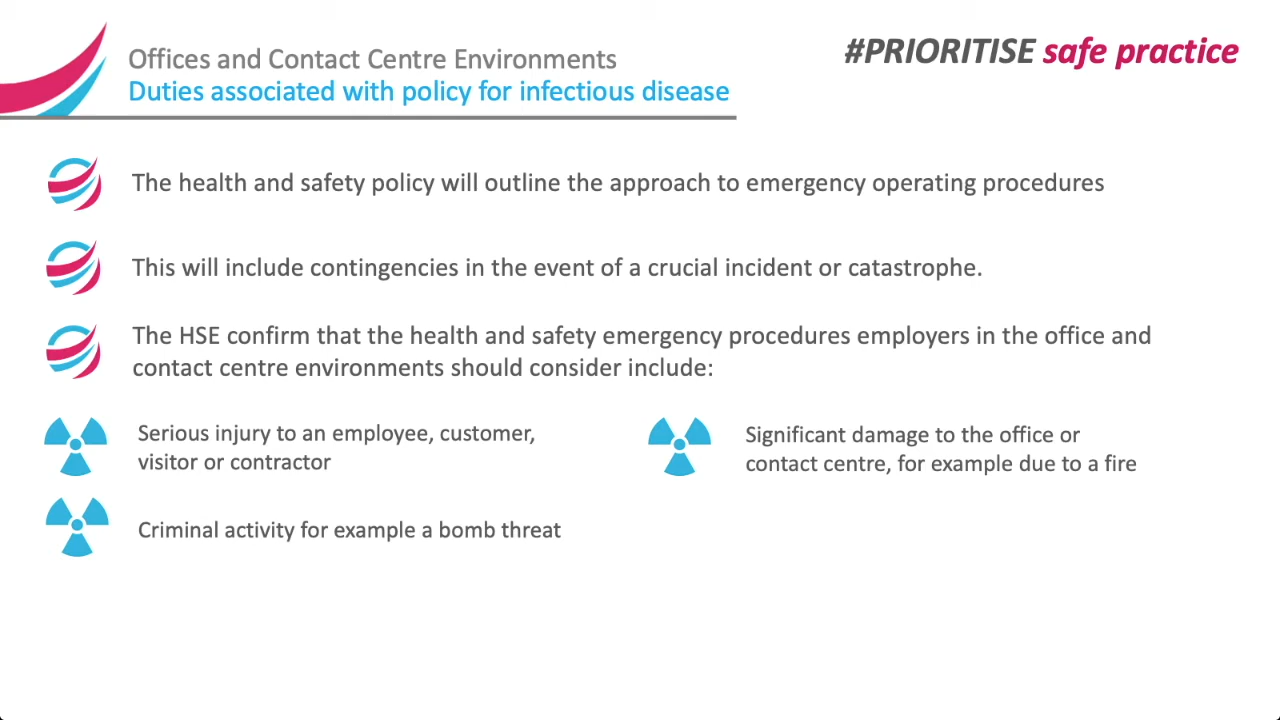 Offices and Contact Centre Environments
Duties associated with policy for infectious disease
#PRIORITISE safe practice
The health and safety policy will outline the approach to emergency operating procedures
This will include contingencies in the event of a crucial incident or catastrophe.
The HSE confirm that the health and safety emergency procedures employers in the office and
contact centre environments should consider include:
Serious injury to an employee, customer,
visitor or contractor
Significant damage to the office or
contact centre, for example due to a fire
Criminal activity for example a bomb threat